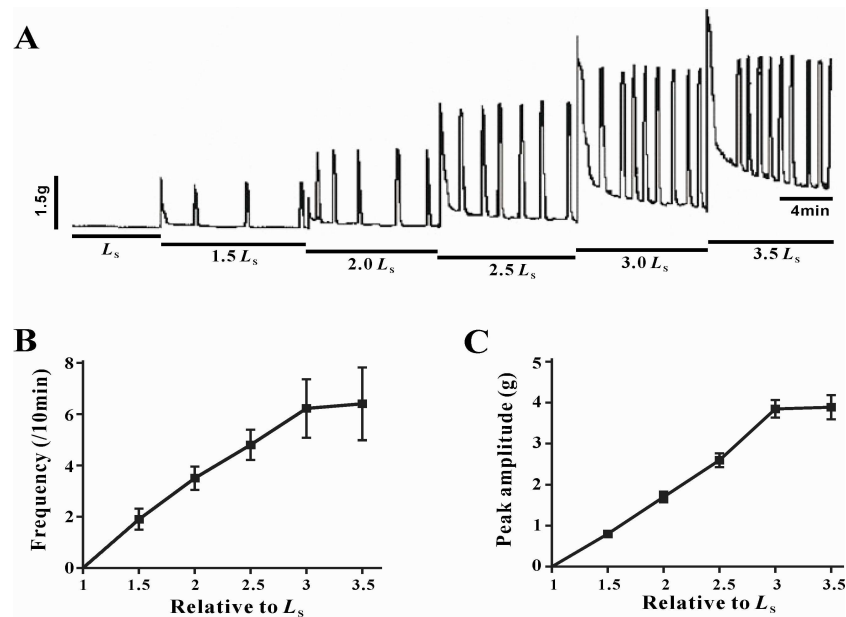 A
1.5g
4min
Ls
1.5 Ls
2.0 Ls
2.5 Ls
3.0 Ls
3.5 Ls
B
Frequency (/10min)
8
6
4
2
0
1 1.5 2 2.5 3 3.5
Relative to Ls
C
Peak amplitude (g)
5
4
3
2
1
0
1 1.5 2 2.5 3 3.5
Relative to Ls